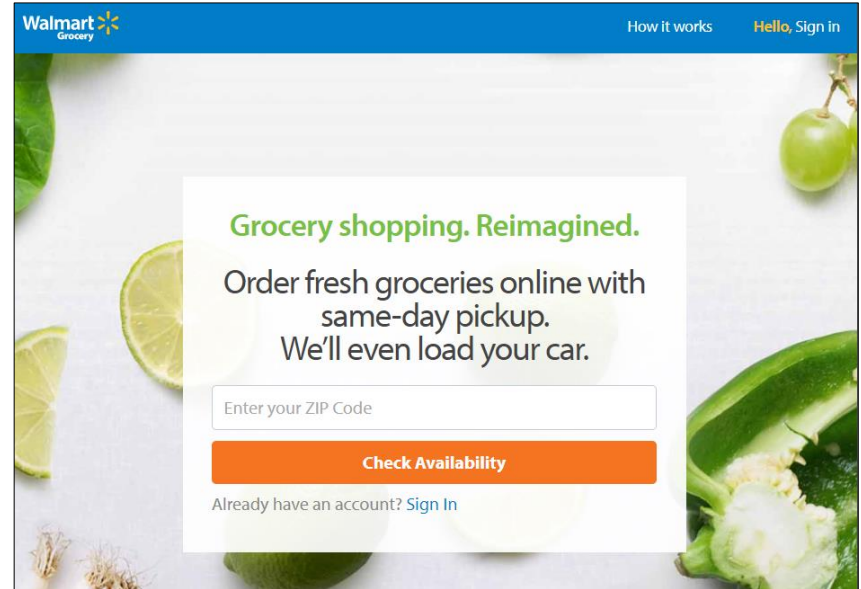 Walmart
Grocery
How it works
Hello, Sign in
Grocery shopping. Reimagined.
Order fresh groceries online with
same-day pickup.
We'll even load your car.
Enter your ZIP Code
Check Availability
Already have an account? Sign In